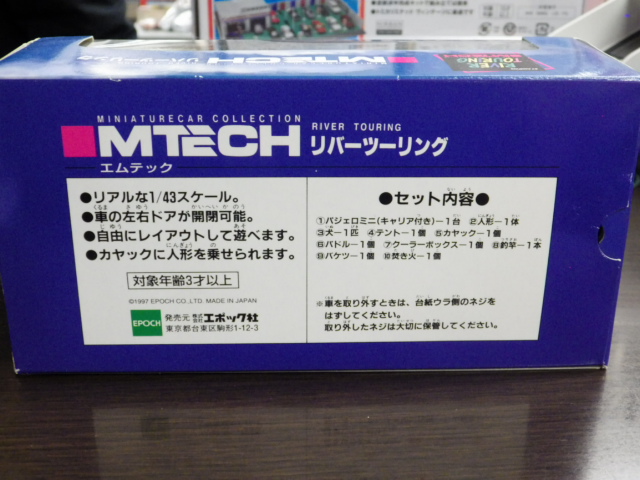 RIVER
TOURING
MTECH リバーツーリング
MINIATURECAR COLLECTION
MTECH
エムテック
RIVER TOURING
リバーツーリング
●リアルな1/43スケール。
●車の左右ドアが開閉可能。
●自由にレイアウトして遊べます。
●カヤックに人形を乗せられます。
対象年齢3才以上
©1997 EPOCH CO.,LTD. MADE IN JAPAN
EPOCH
発売元 株式会社 エポック社
東京都台東区駒形1-12-3
●セット内容●
①パジェロミニ(キャリア付き)ー1台 ②人形ー1体
③犬ー1匹 ④テントー1個 ⑤カヤックー1個
⑥パドルー1個 ⑦クーラーボックスー1個 ⑧釣竿ー1本
⑨バケツー1個 ⑩焚き火ー1個
※車を取り外すときは、台紙ウラ側のネジを
はずしてください。
取り外したネジは大切に保管してください。